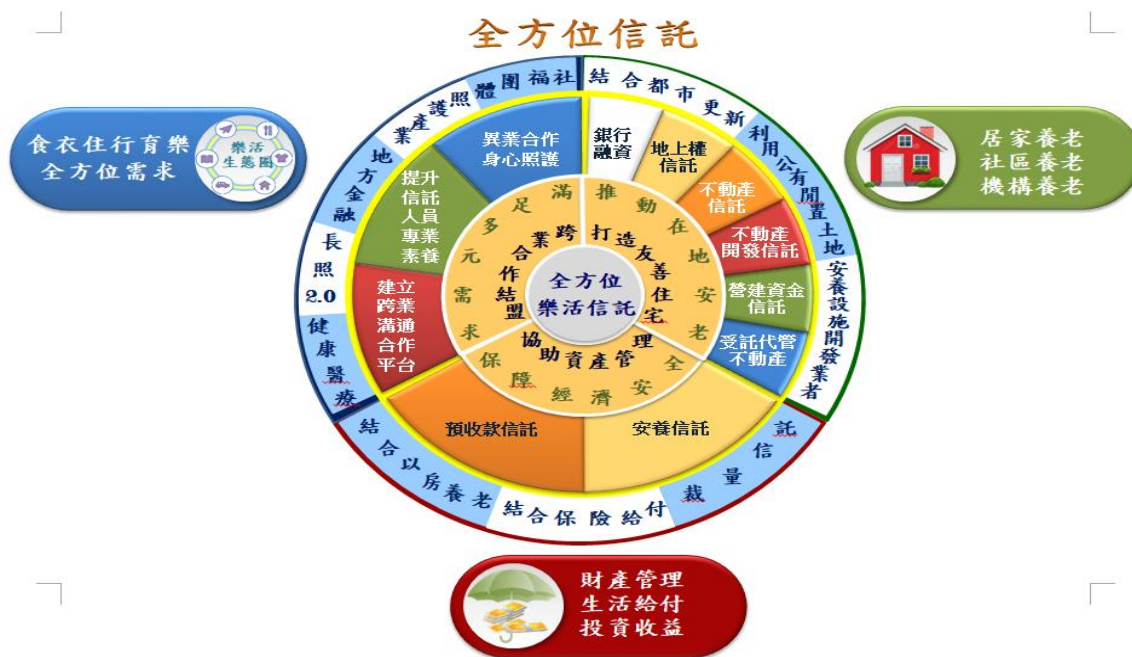 全方位信託
食衣住行育樂
全方位需求
樂活
生態圈
居家養老
社區養老
機構養老
財產管理
生活給付
投資收益
結合都市更新
利用公有閒置土地
安養設施開發業者
裁量信託
結合保險給付
結合以房養老
健康醫療
長照
2.0
地方金融
照護產業
社福團體
銀行
融資
地上權
信託
不動產
信託
不動產
開發信託
營建資金
信託
受託代管
不動產
安養信託
預收款信託
建立
跨業
溝通
合作
平台
提升
信託
人員
專業
素養
異業合作
身心照護
推動在地安老
打造友善住宅
保障經濟安全
協助資產管理
滿足多元需求
跨業合作結盟
全方位
樂活信託